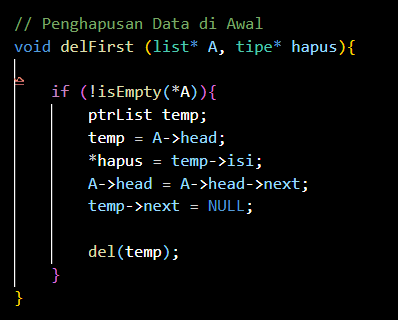 // Penghapusan Data di Awal
void delFirst (list* A, tipe* hapus){
if (!isEmpty(*A)){
ptrList temp;
temp = A->head;
*hapus = temp->isi;
A->head = A->head->next;
temp->next = NULL;
del(temp);
}
}